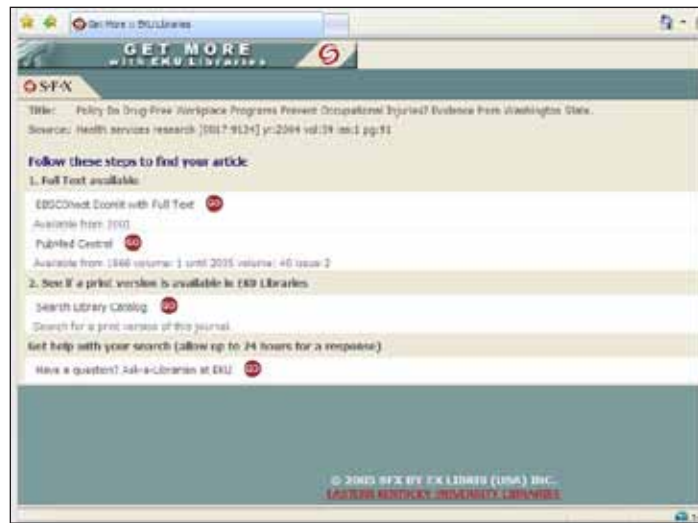 Get More :: EKU Libraries
GET MORE
with EKU Libraries
S·F·X
Title: Policy Do Drug-Free Workplace Programs Prevent Occupational Injuries? Evidence from Washington State.
Source: Health services research [0017-9124] yr:2004 vol:39 iss:1 pg:91
Follow these steps to find your article
1. Full Text available
EBSCOhost EconLit with Full Text GO
Available from 2003
PubMed Central GO
Available from 1966 volume: 1 until 2005 volume: 40 issue 2
2. See if a print version is available in EKU Libraries
Search Library Catalog GO
Search for a print version of this journal.
Get help with your search (allow up to 24 hours for a response)
Have a question? Ask-a-Librarian at EKU GO
© 2005 SFX BY EX LIBRIS (USA) INC.
EASTERN KENTUCKY UNIVERSITY LIBRARIES